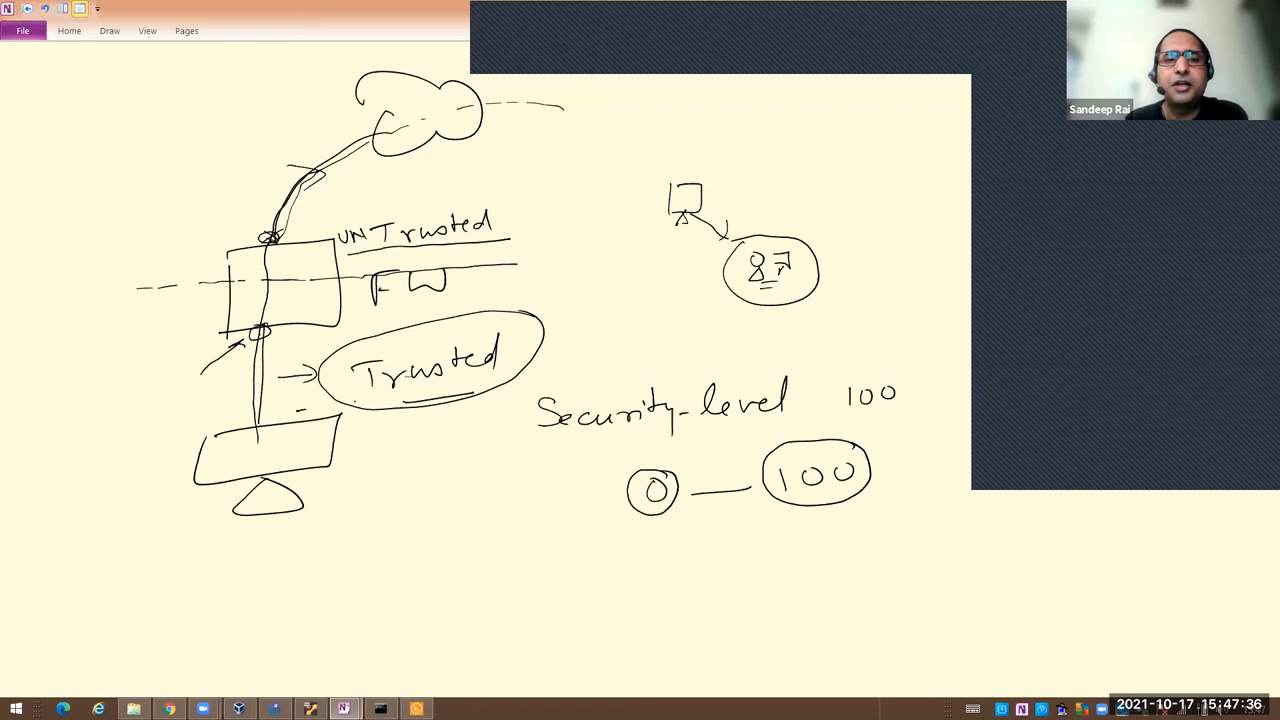 File Home Draw View Pages
Sandeep Rai
UNTrusted
FW
Trusted
Security-level 100
0 — 100
2021-10-17 15:47:36